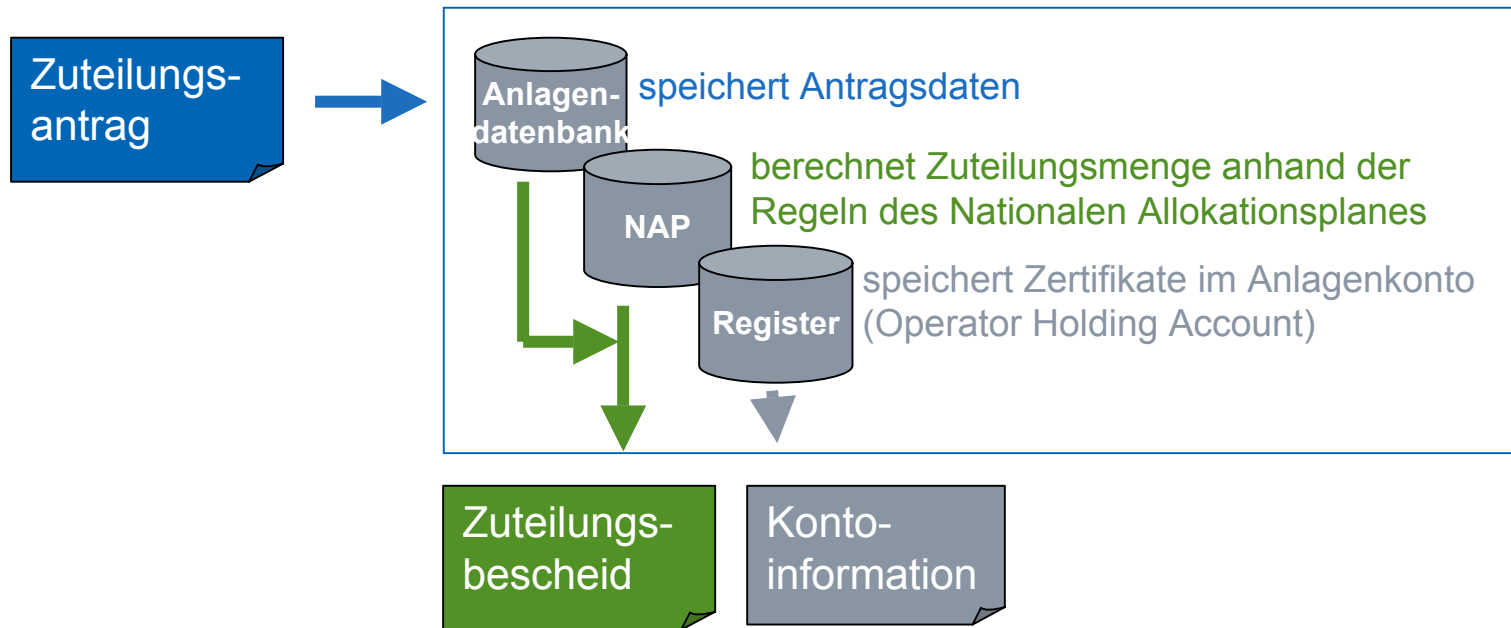 Zuteilungs-
antrag
Anlagen-
datenbank
speichert Antragsdaten
NAP
berechnet Zuteilungsmenge anhand der
Regeln des Nationalen Allokationsplanes
Register
speichert Zertifikate im Anlagenkonto
(Operator Holding Account)
Zuteilungs-
bescheid
Konto-
information